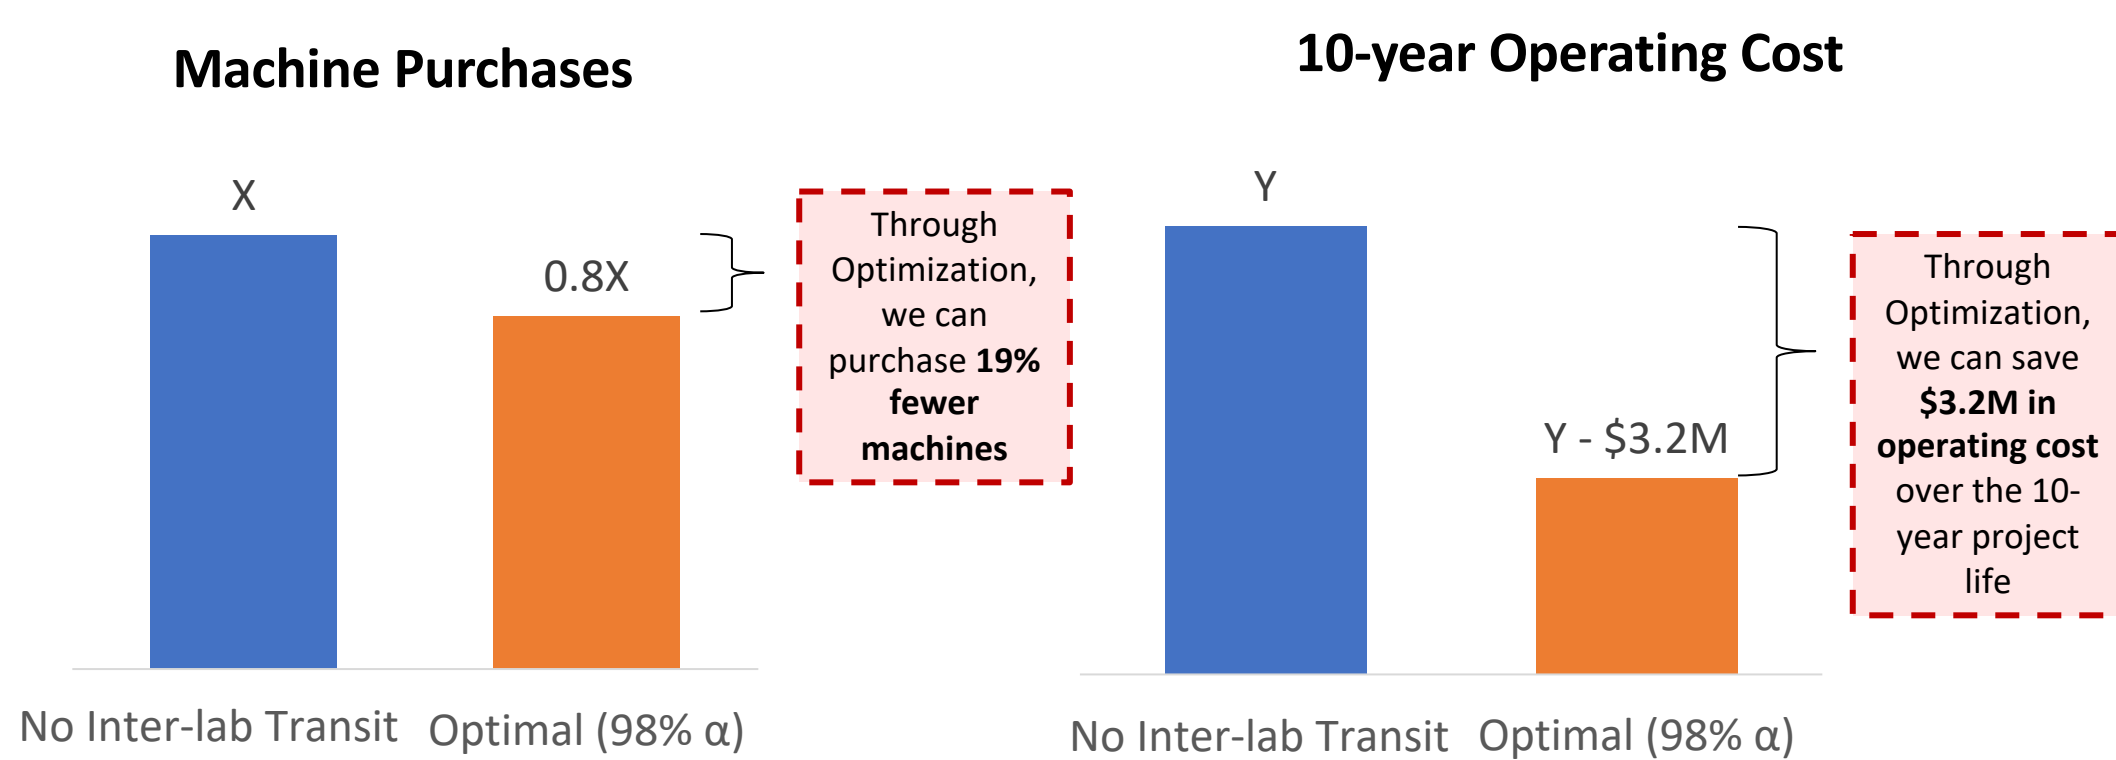 Machine Purchases
X
0.8X
Through
Optimization,
we can
purchase 19%
fewer
machines
No Inter-lab Transit
Optimal (98% α)
10-year Operating Cost
Y
Y - $3.2M
Through
Optimization,
we can save
$3.2M in
operating cost
over the 10-
year project
life
No Inter-lab Transit
Optimal (98% α)